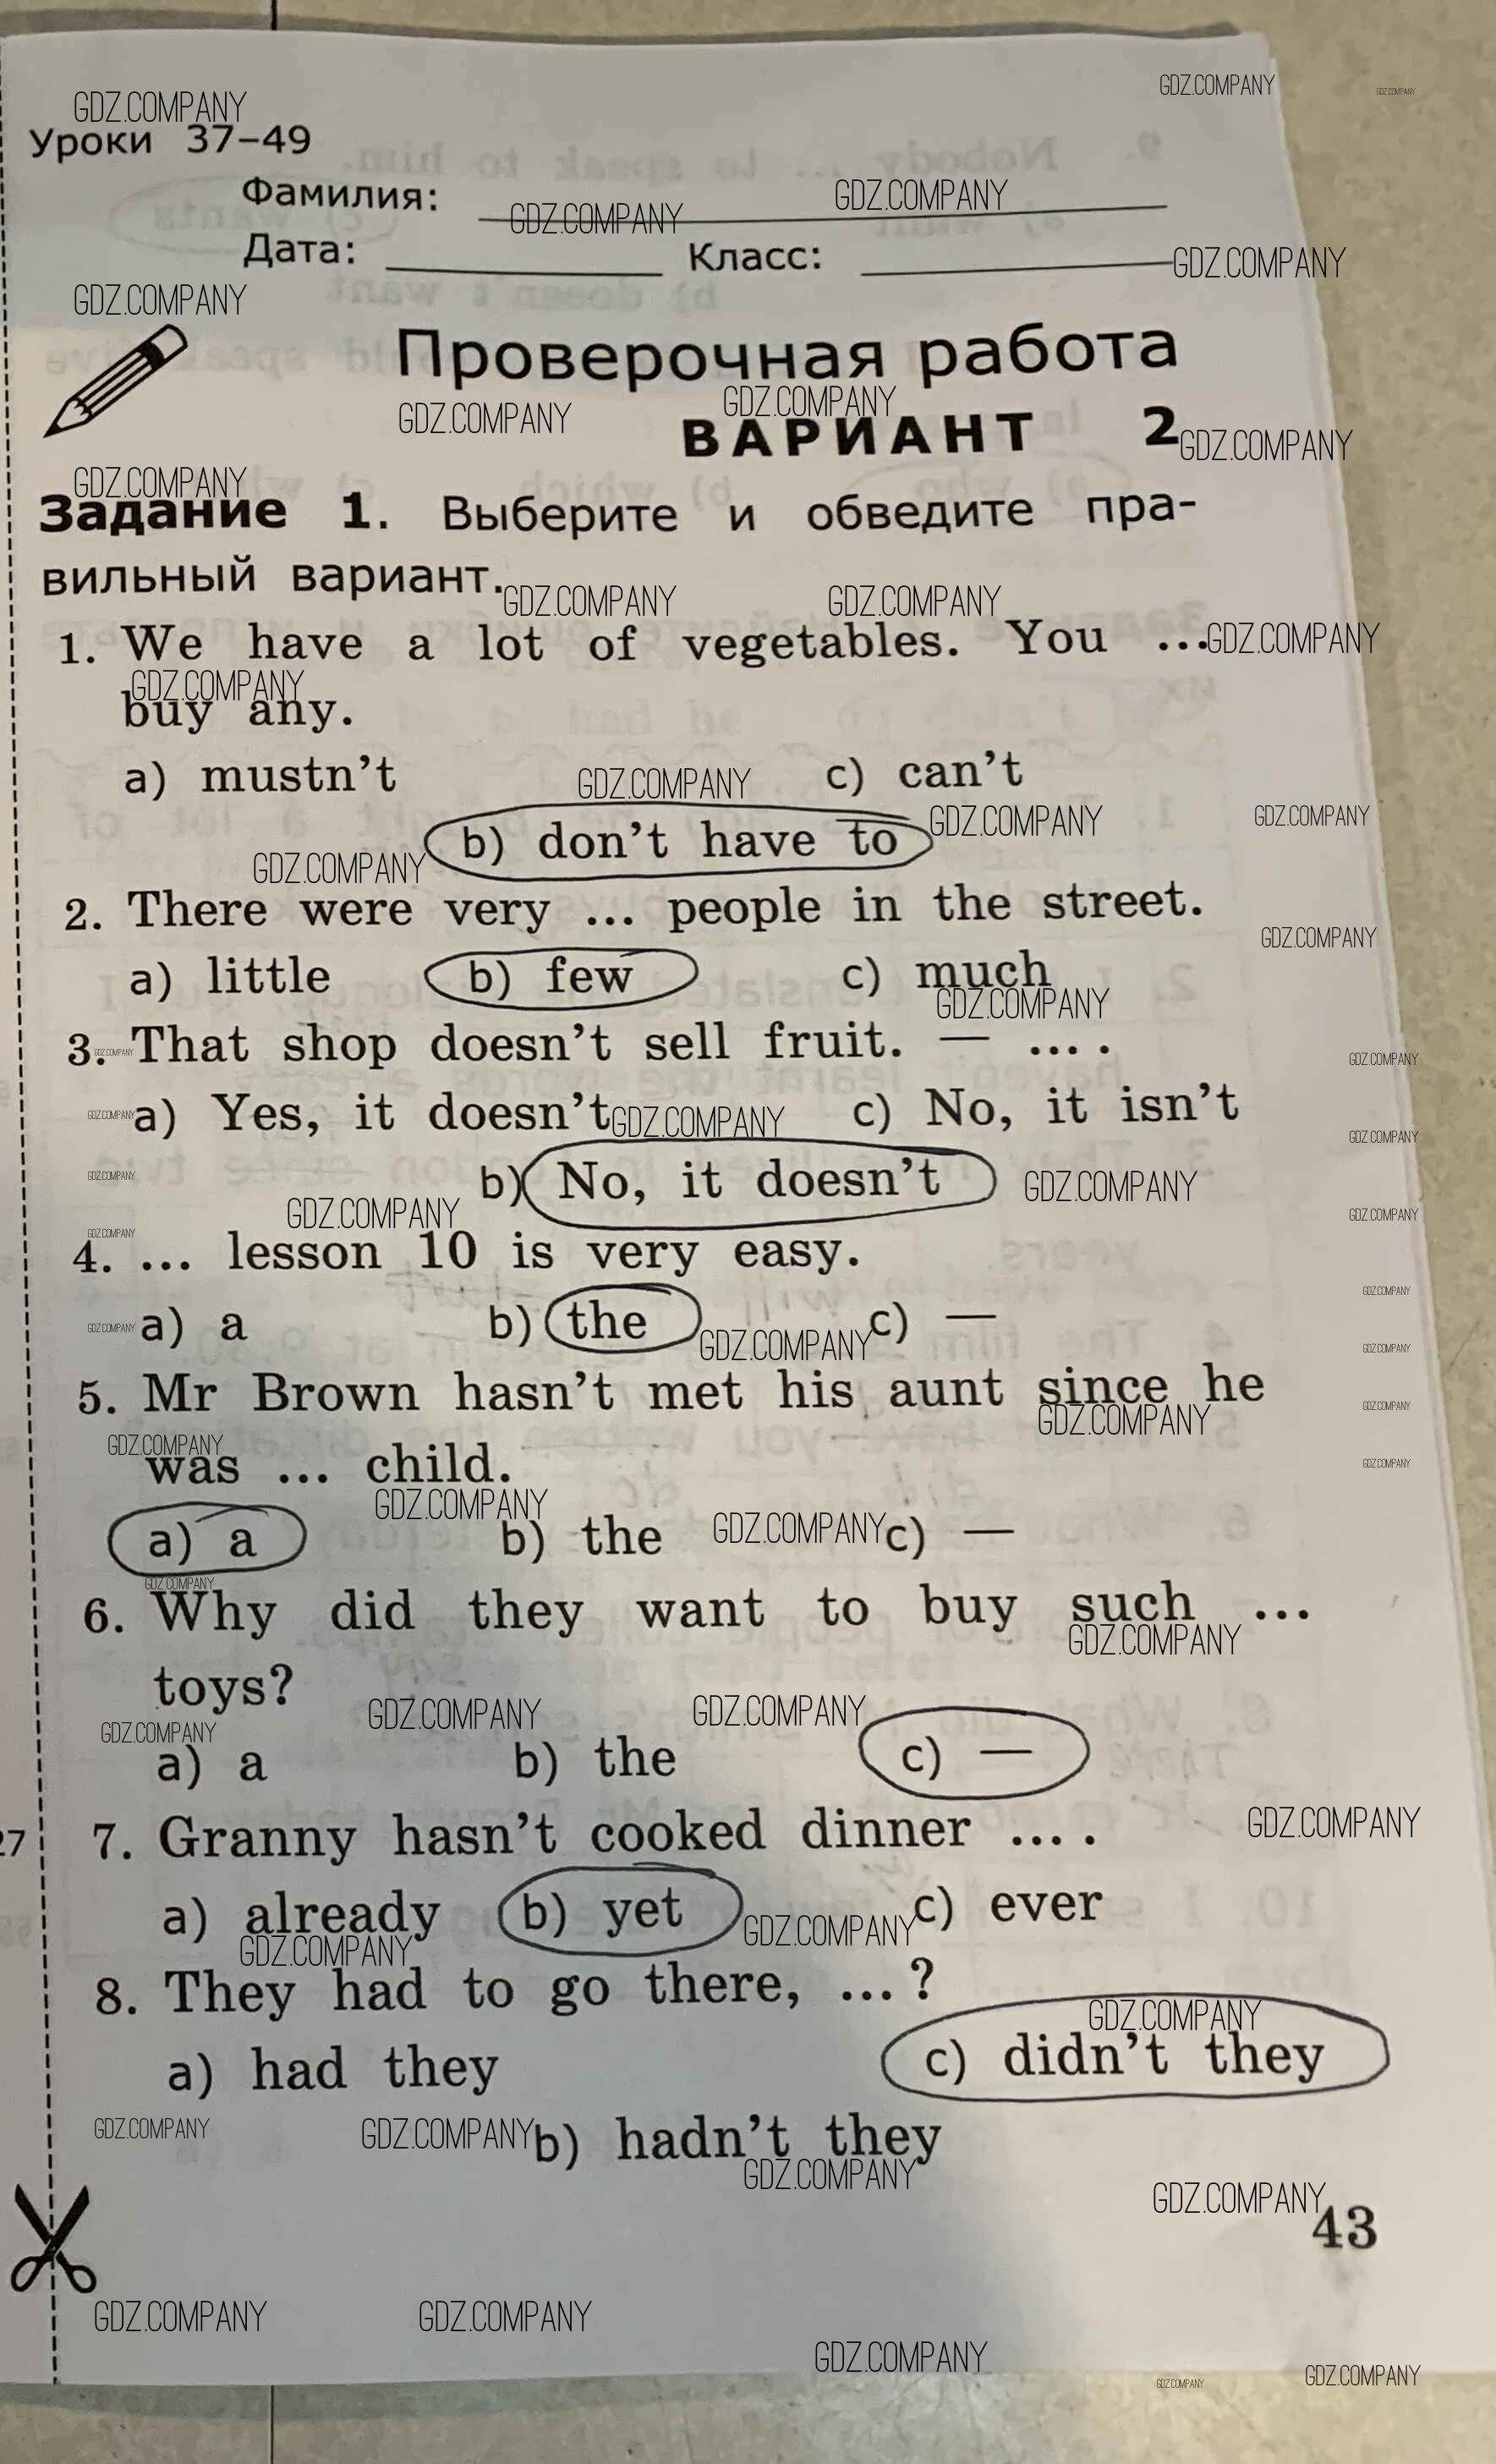 Уроки 37–49
Фамилия:
Дата: Класс:
Проверочная работа
ВАРИАНТ 2
Задание 1. Выберите и обведите пра-
вильный вариант.
1. We have a lot of vegetables. You ...
buy any.
a) mustn't c) can't
b) don't have to
2. There were very ... people in the street.
a) little b) few c) much
3. That shop doesn't sell fruit. — ... .
a) Yes, it doesn't c) No, it isn't
b) No, it doesn't
4. ... lesson 10 is very easy.
a) a b) the c) —
5. Mr Brown hasn't met his aunt since he
was ... child.
a) a b) the c) —
6. Why did they want to buy such ...
toys?
a) a b) the c) —
27
7. Granny hasn't cooked dinner ... .
a) already b) yet c) ever
8. They had to go there, ... ?
a) had they c) didn't they
b) hadn't they
43
GDZ.COMPANY